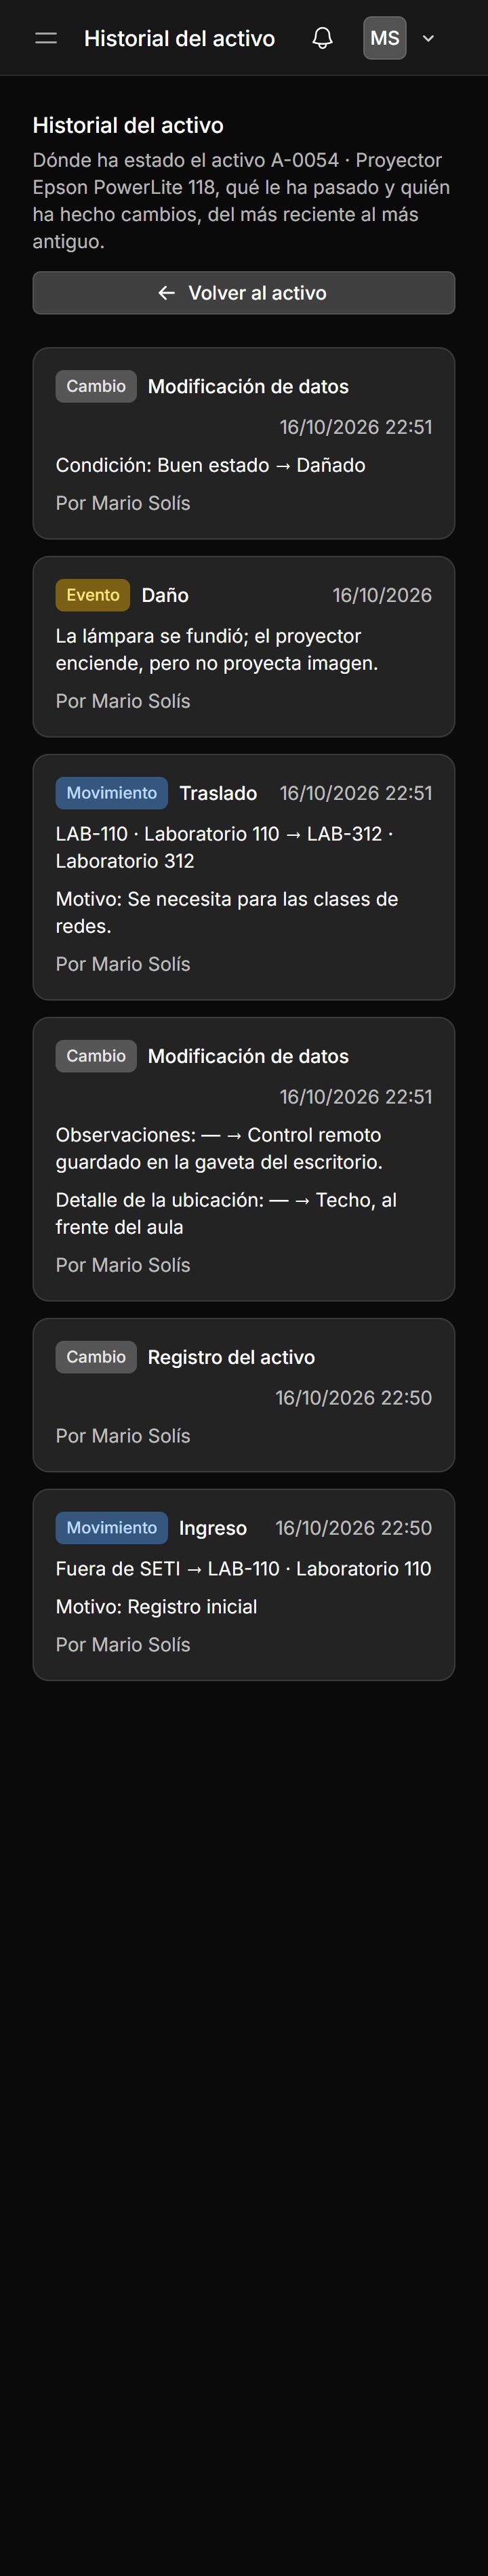 Historial del activo
MS
Historial del activo
Dónde ha estado el activo A-0054 · Proyector
Epson PowerLite 118, qué le ha pasado y quién
ha hecho cambios, del más reciente al más
antiguo.
← Volver al activo
Cambio Modificación de datos
16/10/2026 22:51
Condición: Buen estado → Dañado
Por Mario Solís
Evento Daño 16/10/2026
La lámpara se fundió; el proyector
enciende, pero no proyecta imagen.
Por Mario Solís
Movimiento Traslado 16/10/2026 22:51
LAB-110 · Laboratorio 110 → LAB-312 ·
Laboratorio 312
Motivo: Se necesita para las clases de
redes.
Por Mario Solís
Cambio Modificación de datos
16/10/2026 22:51
Observaciones: — → Control remoto
guardado en la gaveta del escritorio.
Detalle de la ubicación: — → Techo, al
frente del aula
Por Mario Solís
Cambio Registro del activo
16/10/2026 22:50
Por Mario Solís
Movimiento Ingreso 16/10/2026 22:50
Fuera de SETI → LAB-110 · Laboratorio 110
Motivo: Registro inicial
Por Mario Solís